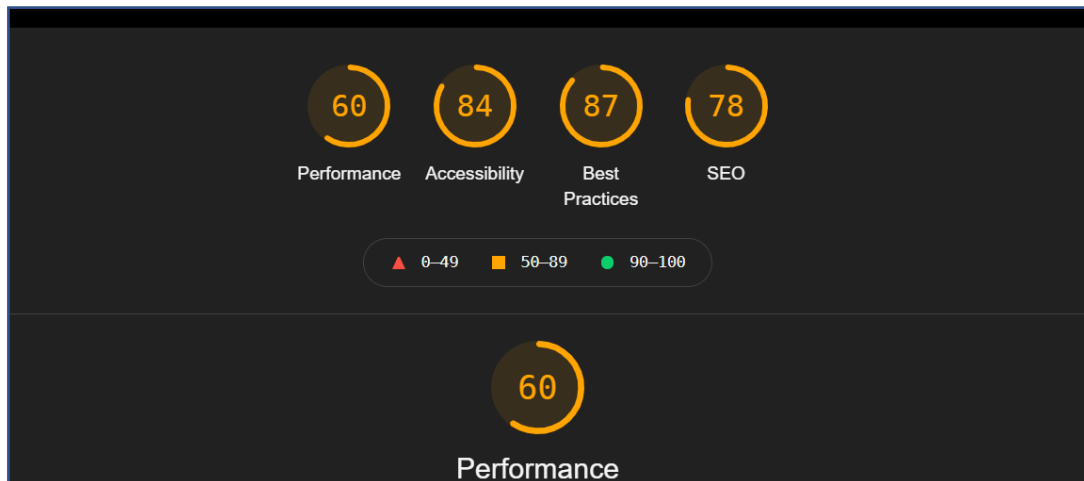 60
84
87
78
Performance
Accessibility
Best
Practices
SEO
0–49
50–89
90–100
60
Performance